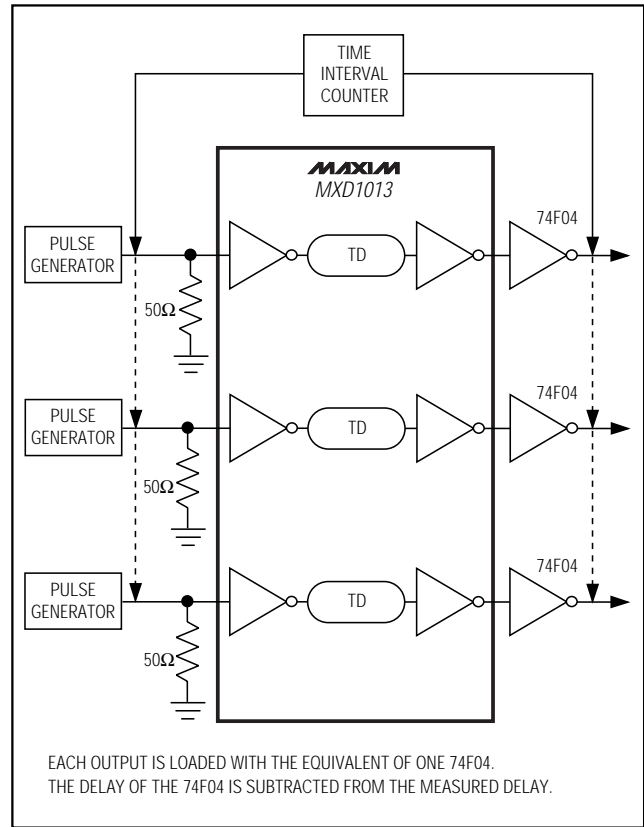 TIME
INTERVAL
COUNTER
MAXIM
MXD1013
74F04
PULSE
GENERATOR
TD
50Ω
74F04
PULSE
GENERATOR
TD
50Ω
74F04
PULSE
GENERATOR
TD
50Ω
EACH OUTPUT IS LOADED WITH THE EQUIVALENT OF ONE 74F04.
THE DELAY OF THE 74F04 IS SUBTRACTED FROM THE MEASURED DELAY.